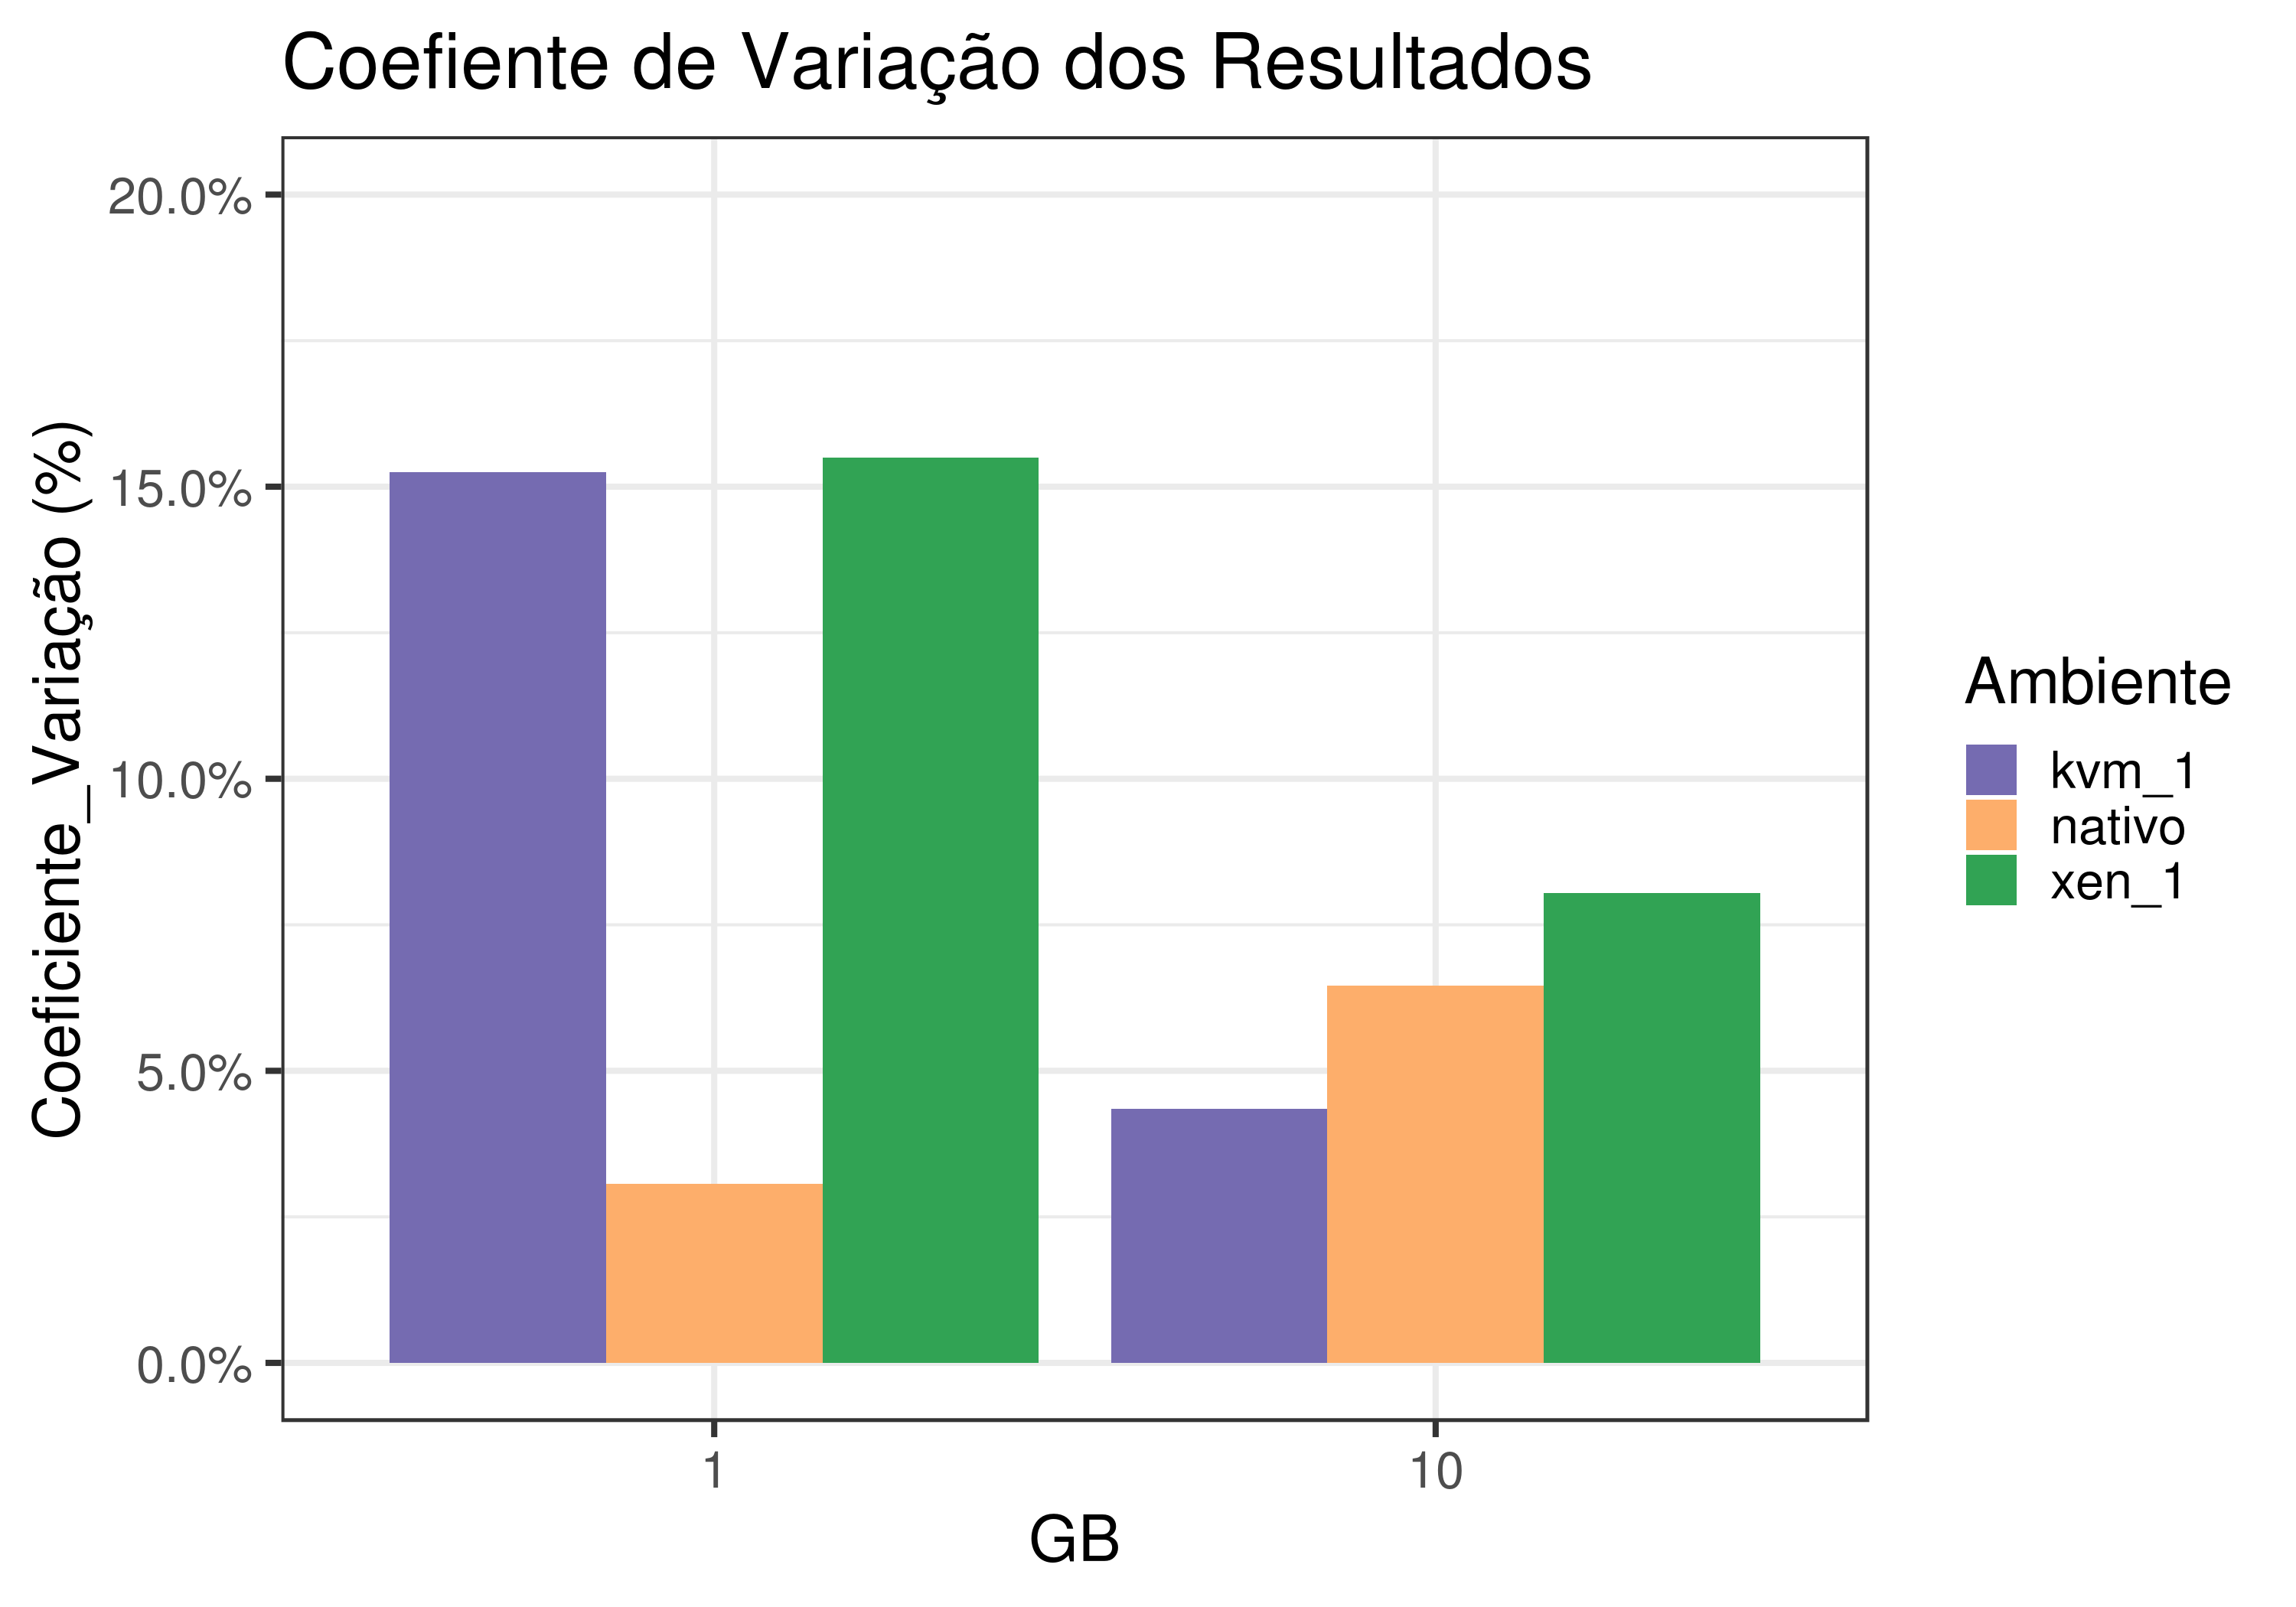 Coefiente de Variação dos Resultados
Coeficiente_Variação (%)
20.0%
15.0%
10.0%
5.0%
0.0%
1
10
GB
Ambiente
kvm_1
nativo
xen_1